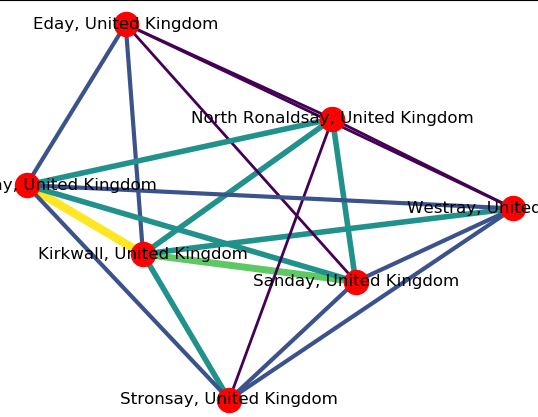 Eday, United Kingdom
North Ronaldsay, United Kingdom
ay, United Kingdom
Westray, United
Kirkwall, United Kingdom
Sanday, United Kingdom
Stronsay, United Kingdom